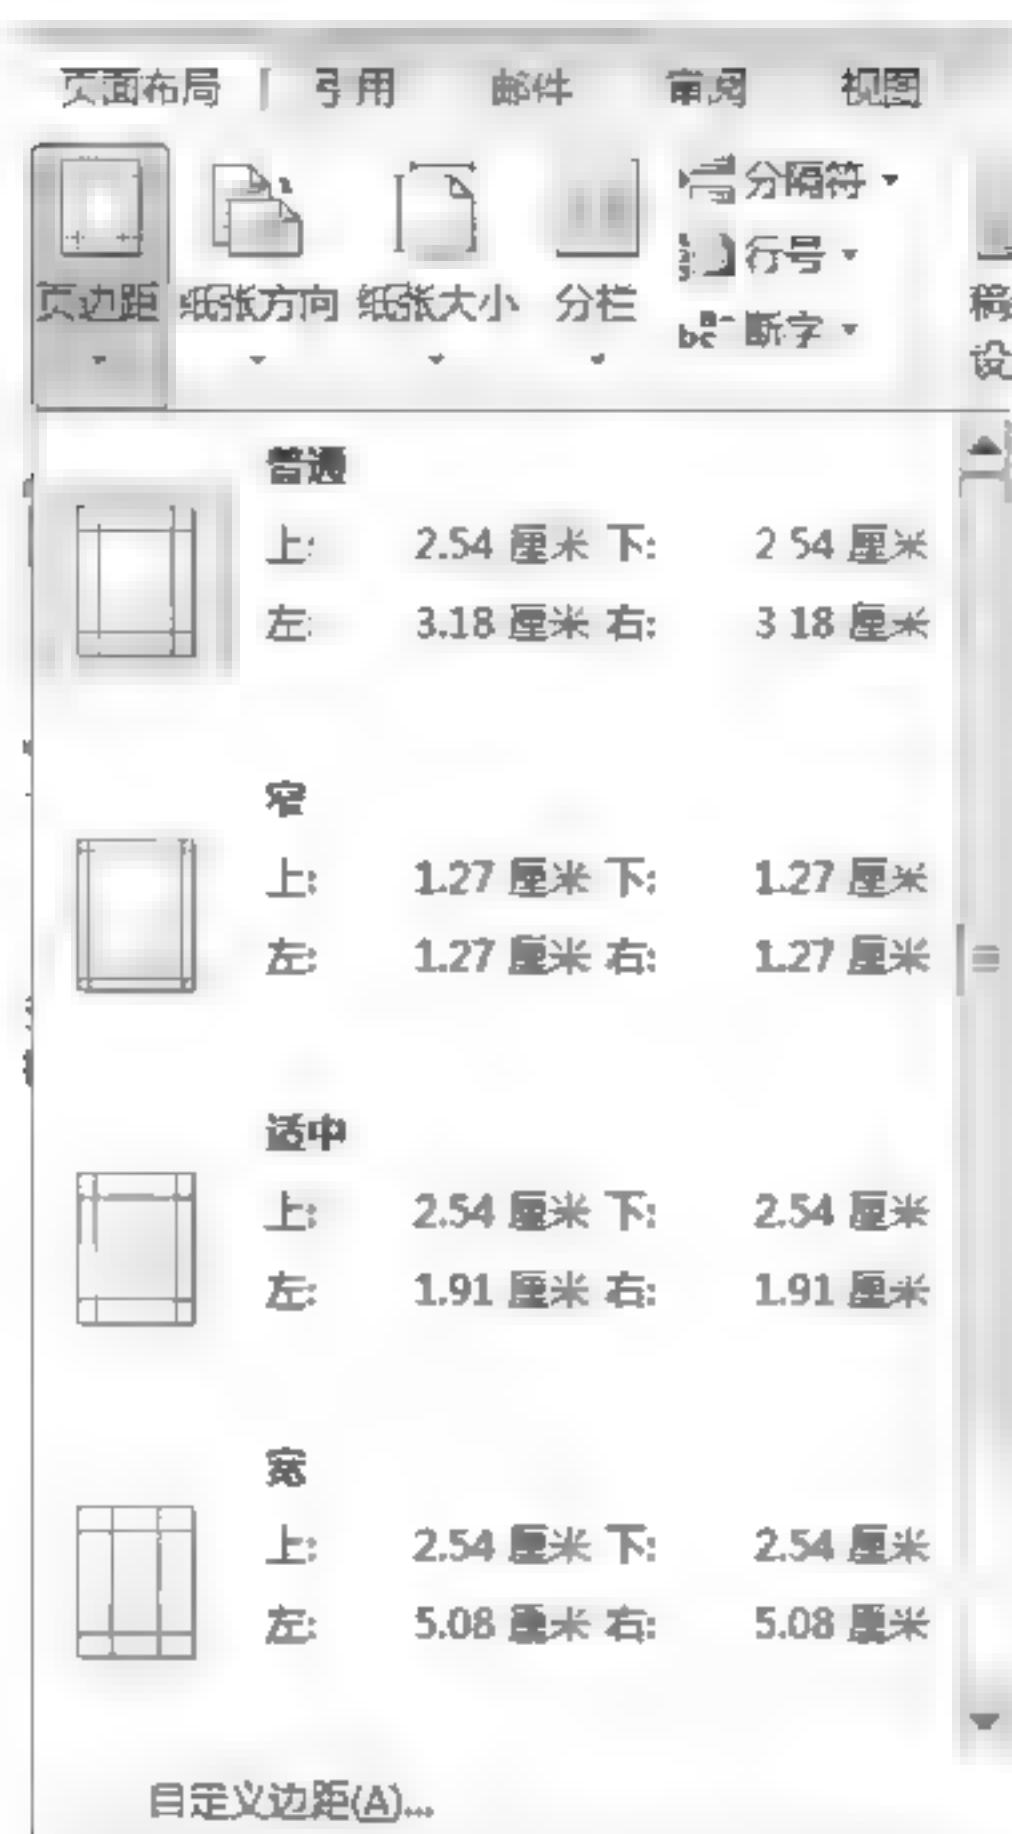 页面布局 引用 邮件 审阅 视图
页边距 纸张方向 纸张大小 分栏
分隔符
行号
bc 断字
稿
设
普通
上: 2.54 厘米 下: 2 54 厘米
左: 3.18 厘米 右: 3 18 厘米
窄
上: 1.27 厘米 下: 1.27 厘米
左: 1.27 厘米 右: 1.27 厘米
适中
上: 2.54 厘米 下: 2.54 厘米
左: 1.91 厘米 右: 1.91 厘米
宽
上: 2.54 厘米 下: 2.54 厘米
左: 5.08 厘米 右: 5.08 厘米
自定义边距(A)...